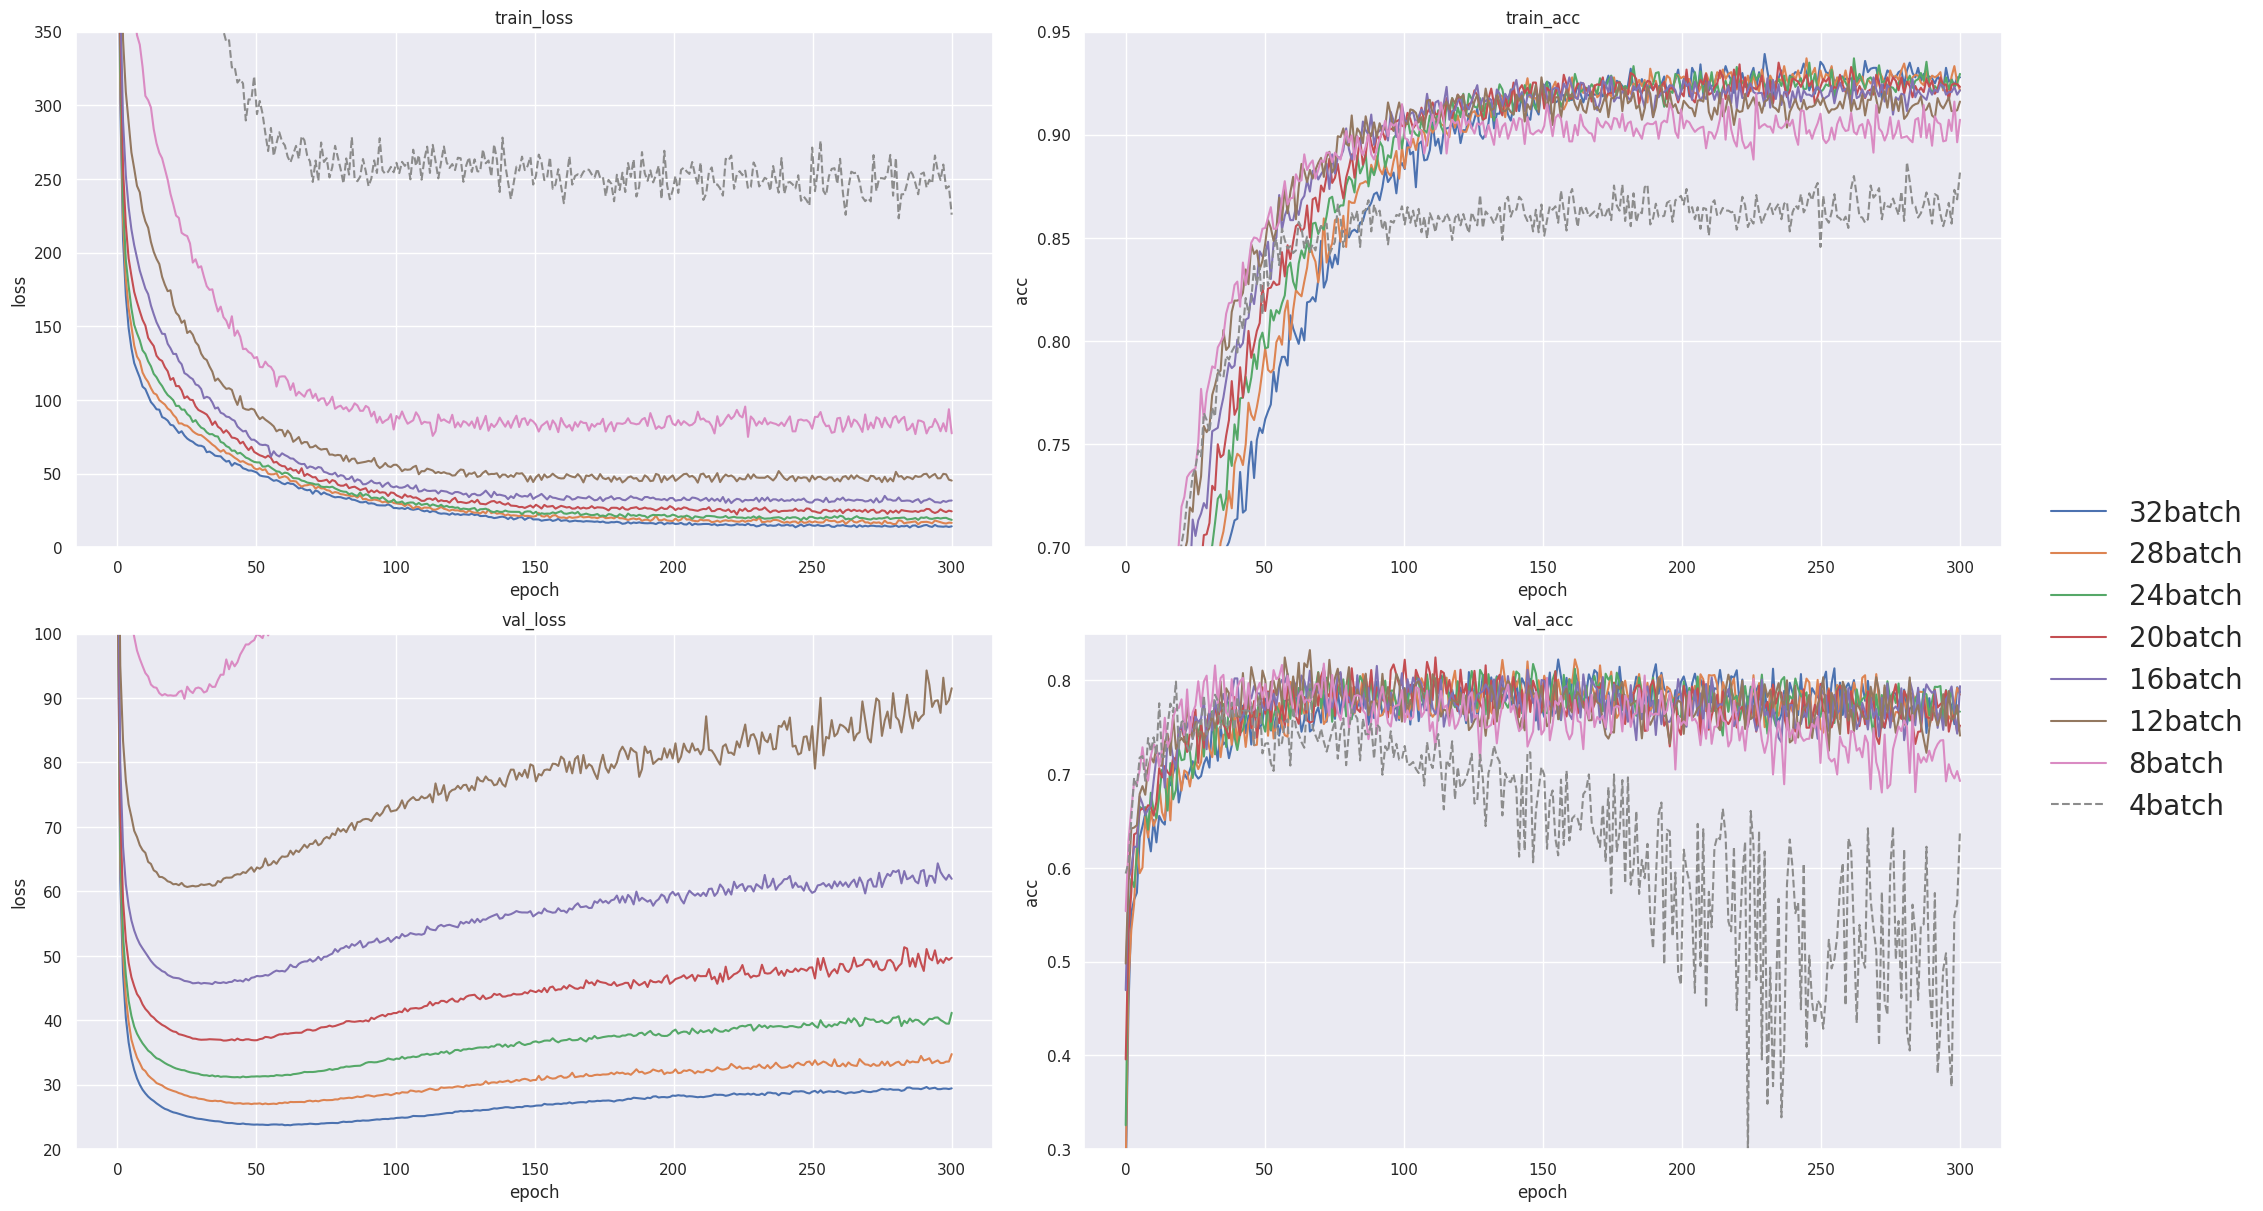 train_loss
350
300
250
200
150
100
50
0
loss
0 50 100 150 200 250 300
epoch
train_acc
0.95
0.90
0.85
0.80
0.75
0.70
acc
0 50 100 150 200 250 300
epoch
val_loss
100
90
80
70
60
50
40
30
20
loss
0 50 100 150 200 250 300
epoch
val_acc
0.8
0.7
0.6
0.5
0.4
0.3
acc
0 50 100 150 200 250 300
epoch
32batch
28batch
24batch
20batch
16batch
12batch
8batch
4batch